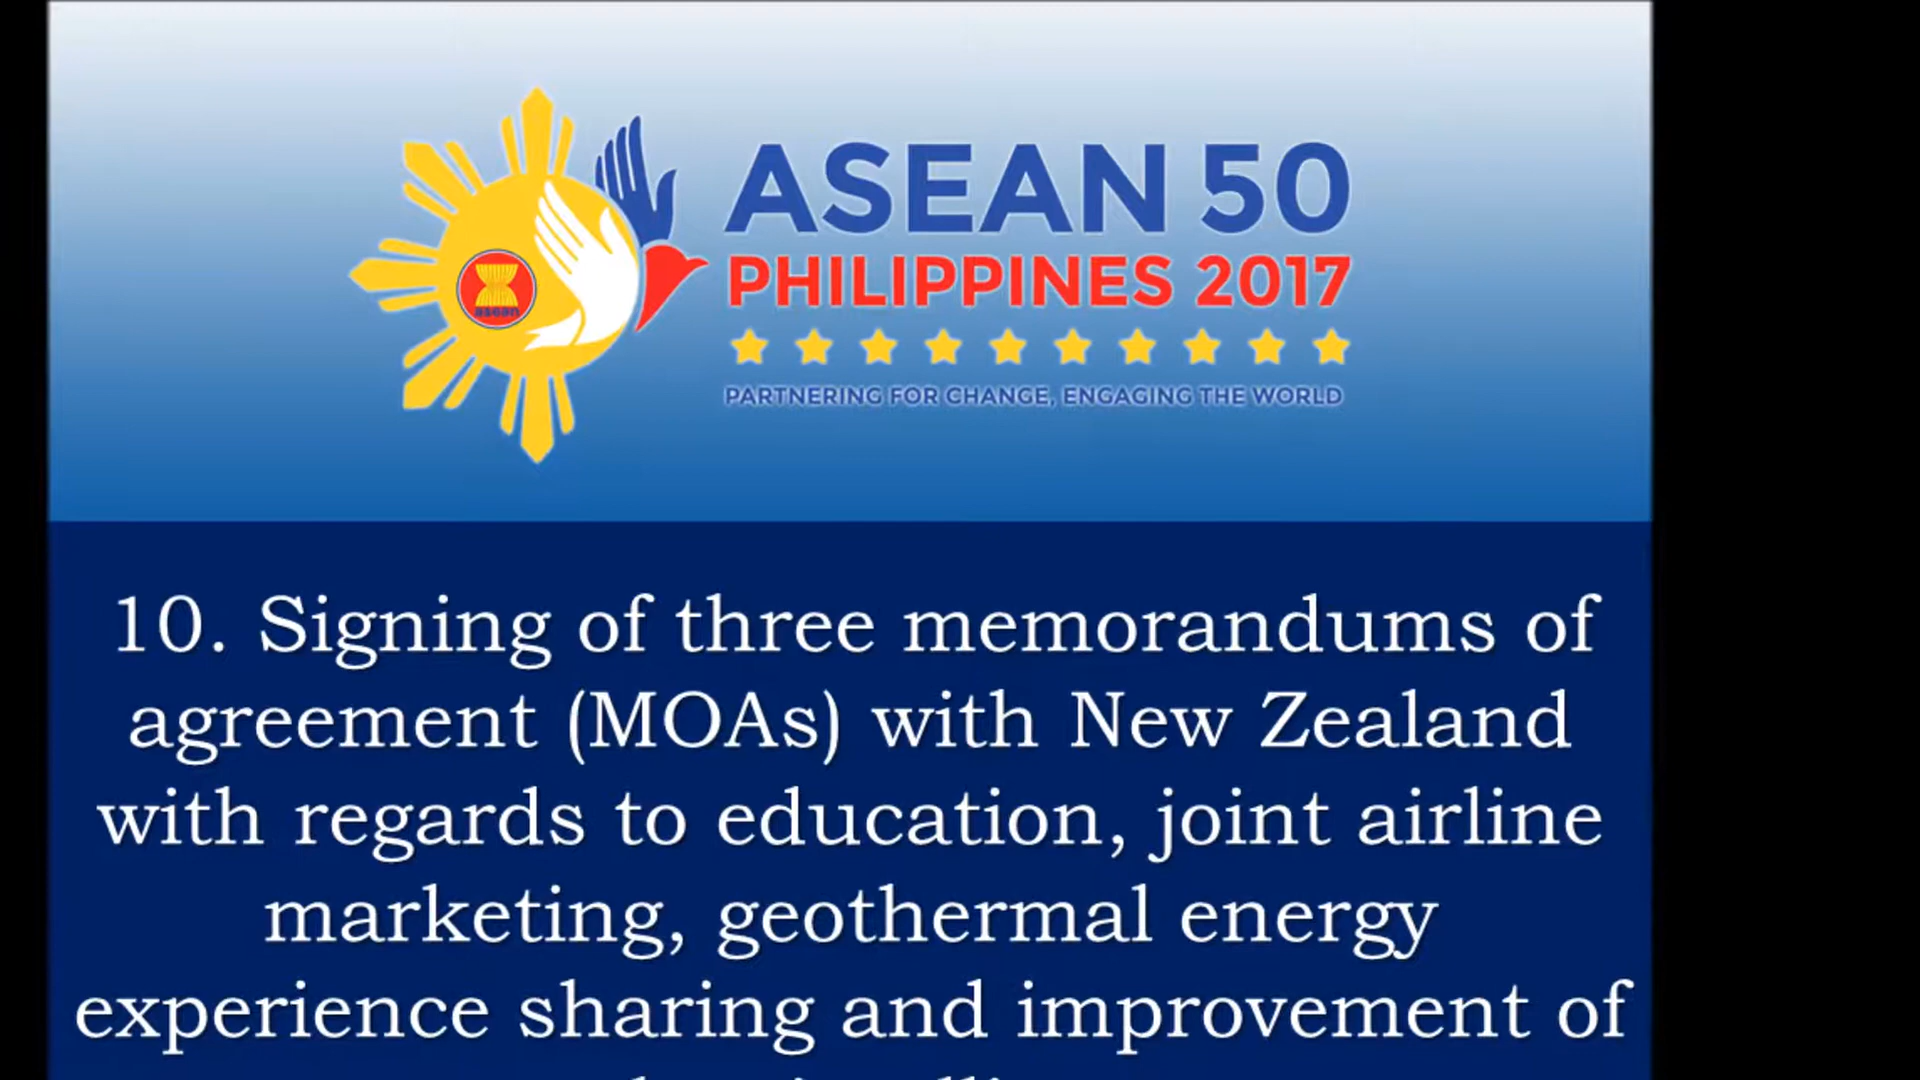 ASEAN 50
PHILIPPINES 2017
asean
PARTNERING FOR CHANGE, ENGAGING THE WORLD
10. Signing of three memorandums of
agreement (MOAs) with New Zealand
with regards to education, joint airline
marketing, geothermal energy
experience sharing and improvement of